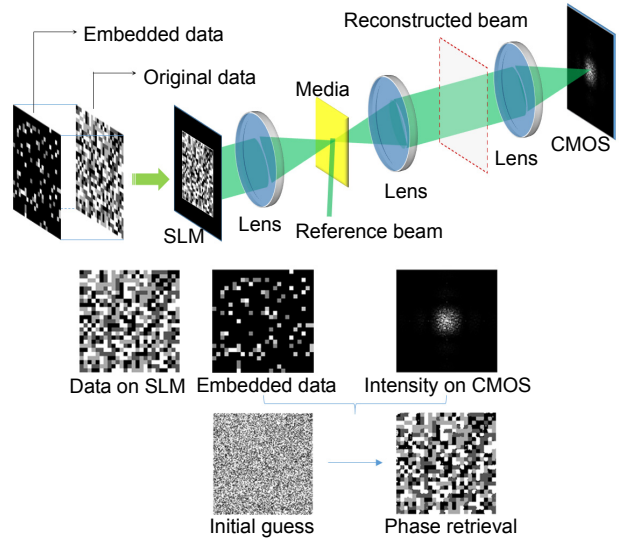 Embedded data
Original data
Reconstructed beam
Media
Lens
CMOS
Lens
SLM
Lens
Reference beam
Data on SLM
Embedded data
Intensity on CMOS
Initial guess
Phase retrieval